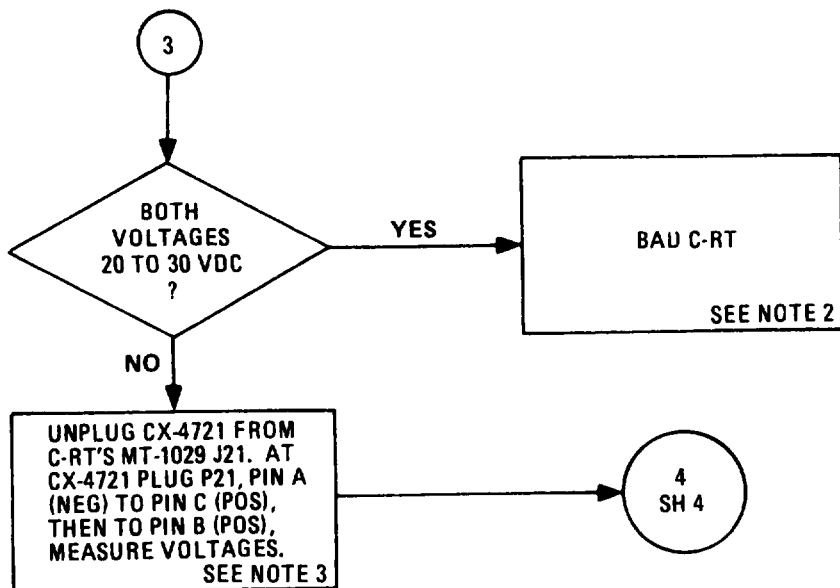 3
BOTH
VOLTAGES
20 TO 30 VDC
?
YES
BAD C-RT
SEE NOTE 2
NO
UNPLUG CX-4721 FROM
C-RT'S MT-1029 J21. AT
CX-4721 PLUG P21, PIN A
(NEG) TO PIN C (POS),
THEN TO PIN B (POS),
MEASURE VOLTAGES.
SEE NOTE 3
4
SH 4